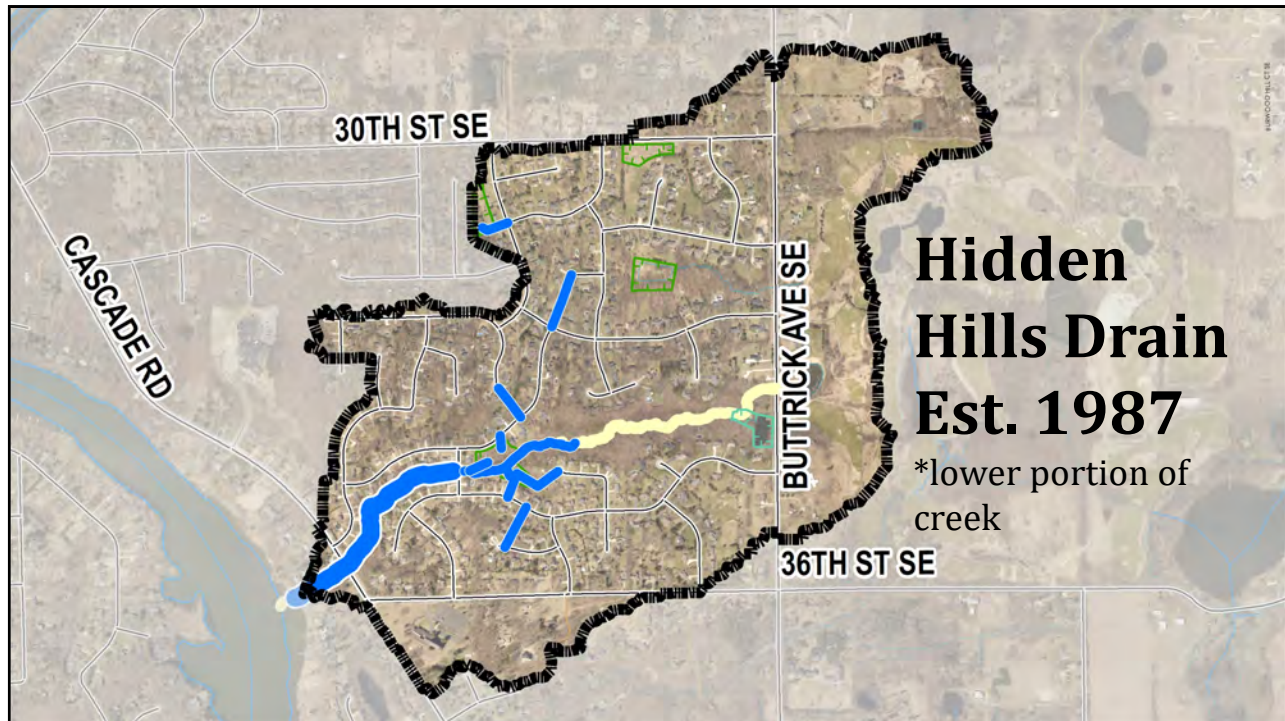 30TH ST SE
CASCADE RD
BUTTRICK AVE SE
Hidden
Hills Drain
Est. 1987
*lower portion of
creek
36TH ST SE